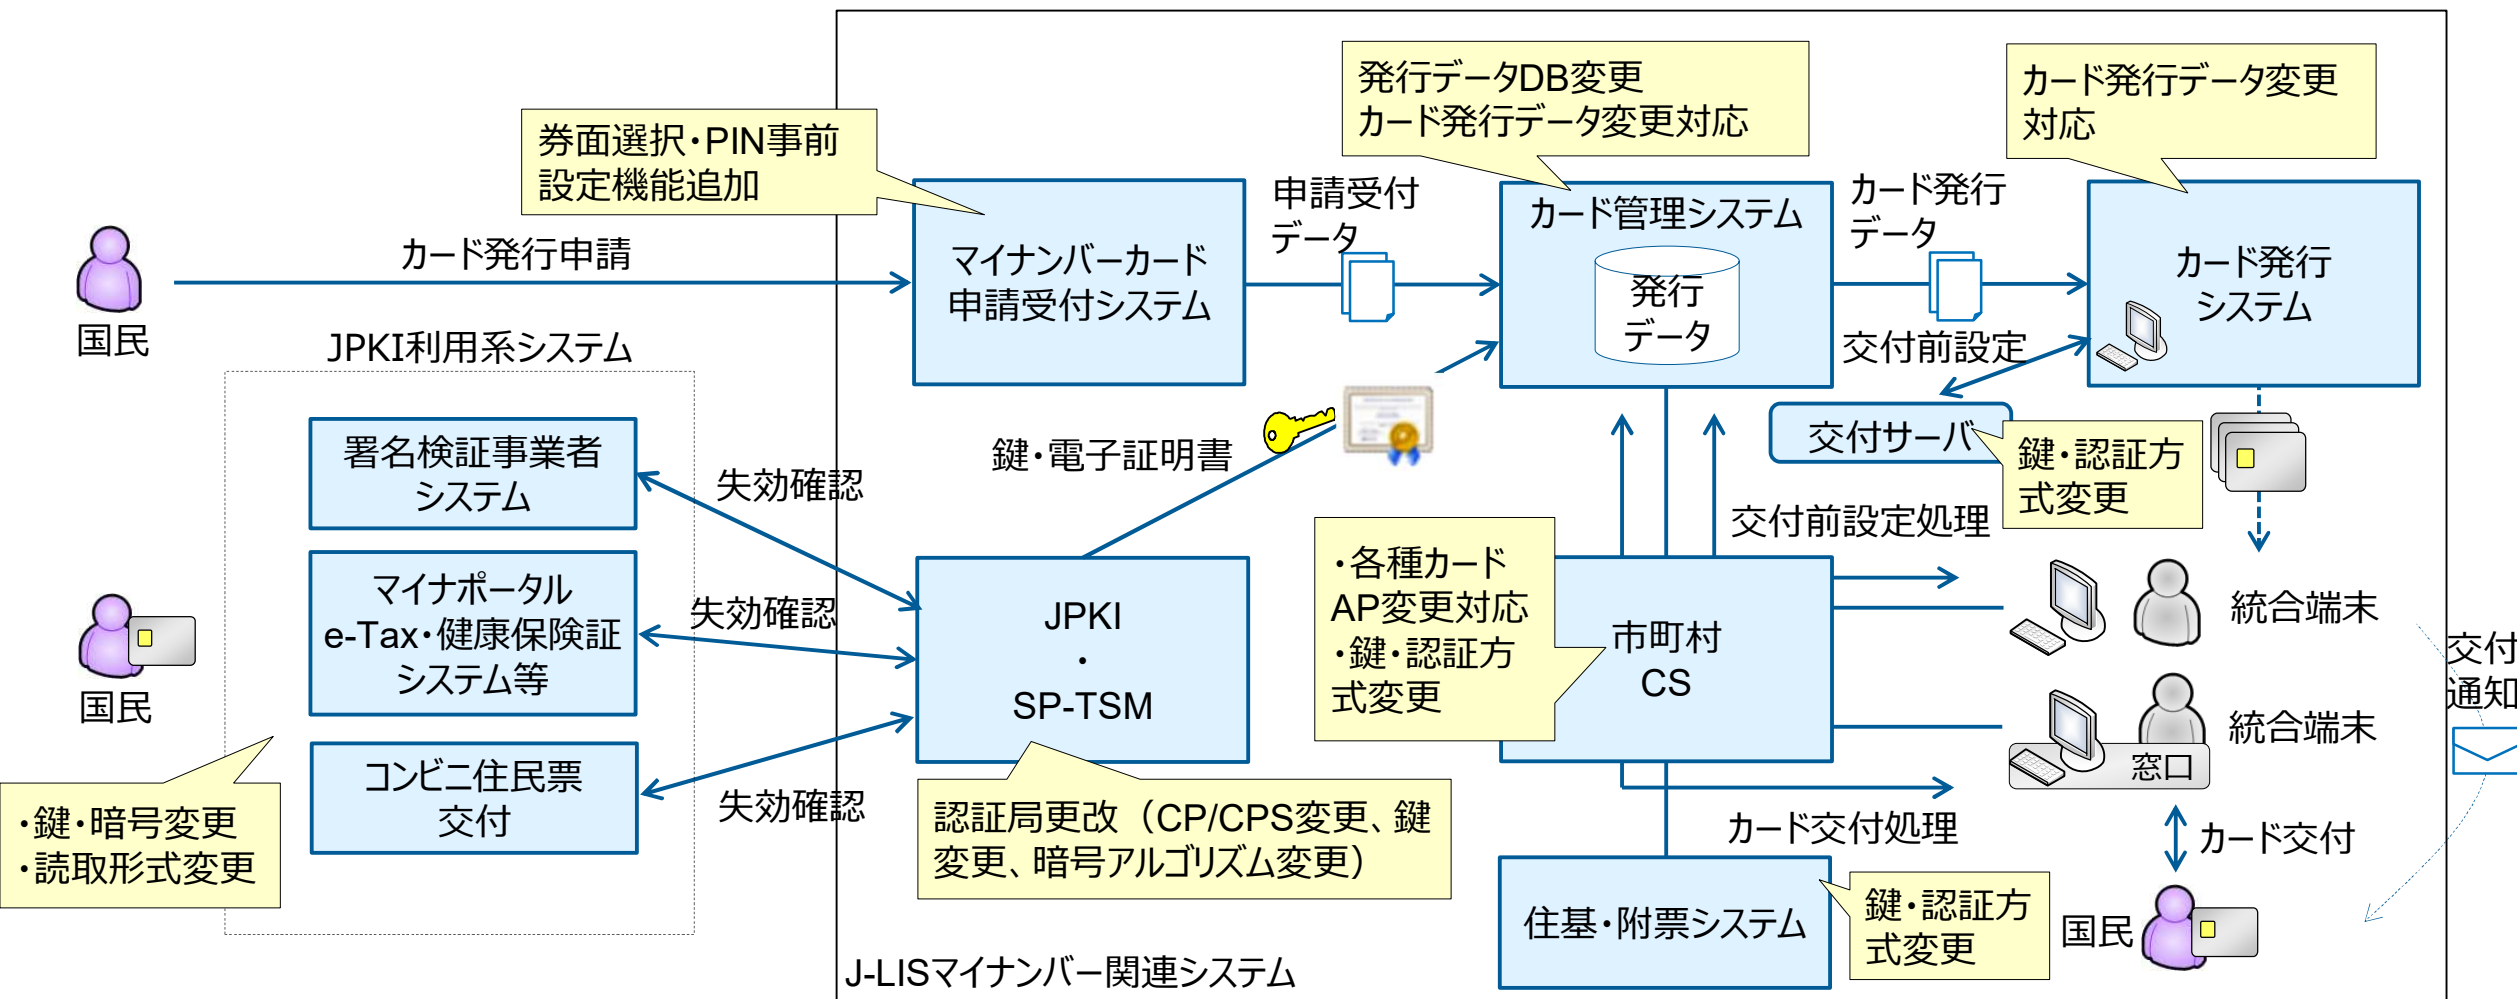 発行データDB変更
カード発行データ変更対応
カード発行データ変更
対応
券面選択・PIN事前
設定機能追加
申請受付
データ
カード管理システム
発行
データ
カード発行
データ
カード発行
システム
カード発行申請
マイナンバーカード
申請受付システム
国民
JPKI利用系システム
交付前設定
署名検証事業者
システム
失効確認
鍵・電子証明書
交付サーバ
鍵・認証方
式変更
交付前設定処理
・各種カード
AP変更対応
・鍵・認証方
式変更
マイナポータル
e-Tax・健康保険証
システム等
失効確認
JPKI
・
SP-TSM
市町村
CS
統合端末
交付
通知
国民
統合端末
窓口
コンビニ住民票
交付
失効確認
・鍵・暗号変更
・読取形式変更
認証局更改（CP/CPS変更、鍵
変更、暗号アルゴリズム変更）
カード交付処理
カード交付
住基・附票システム
鍵・認証方
式変更
国民
J-LISマイナンバー関連システム